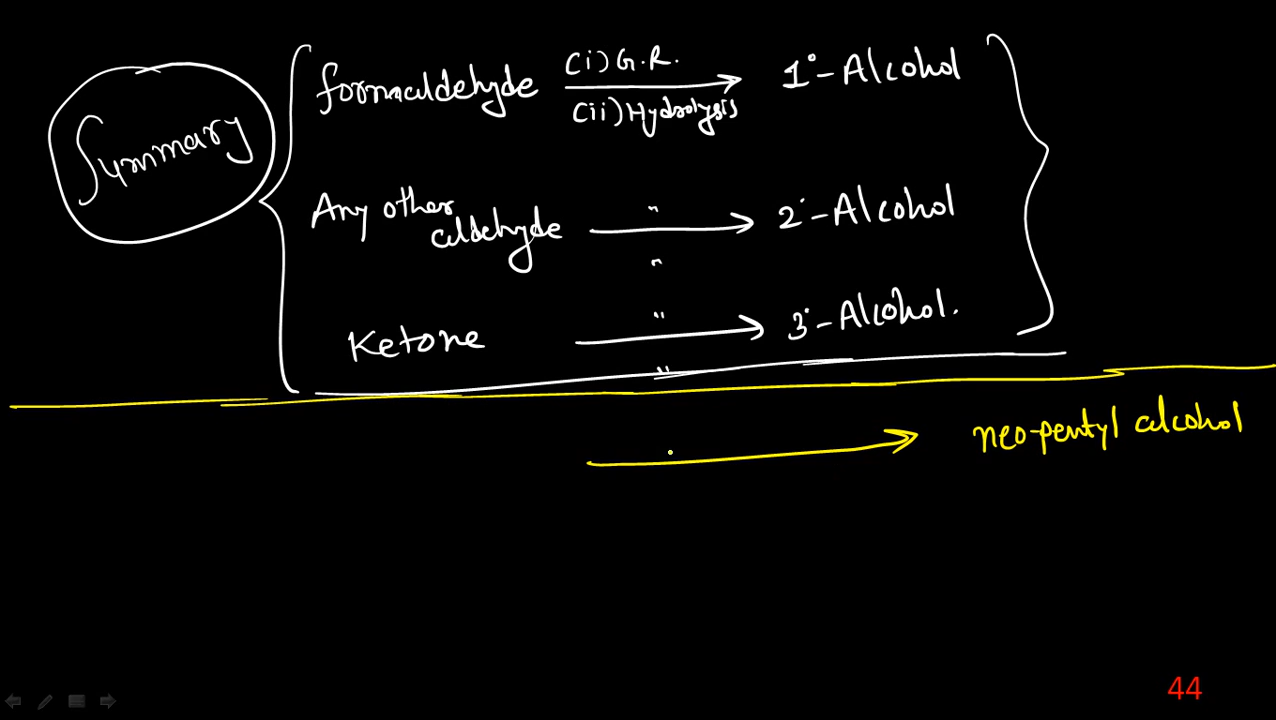 Summary
formaldehyde (i) G.R. (ii) Hydrolysis 1°-Alcohol
Any other aldehyde " " 2°-Alcohol
Ketone " " 3°-Alcohol.
neo-pentyl alcohol
44